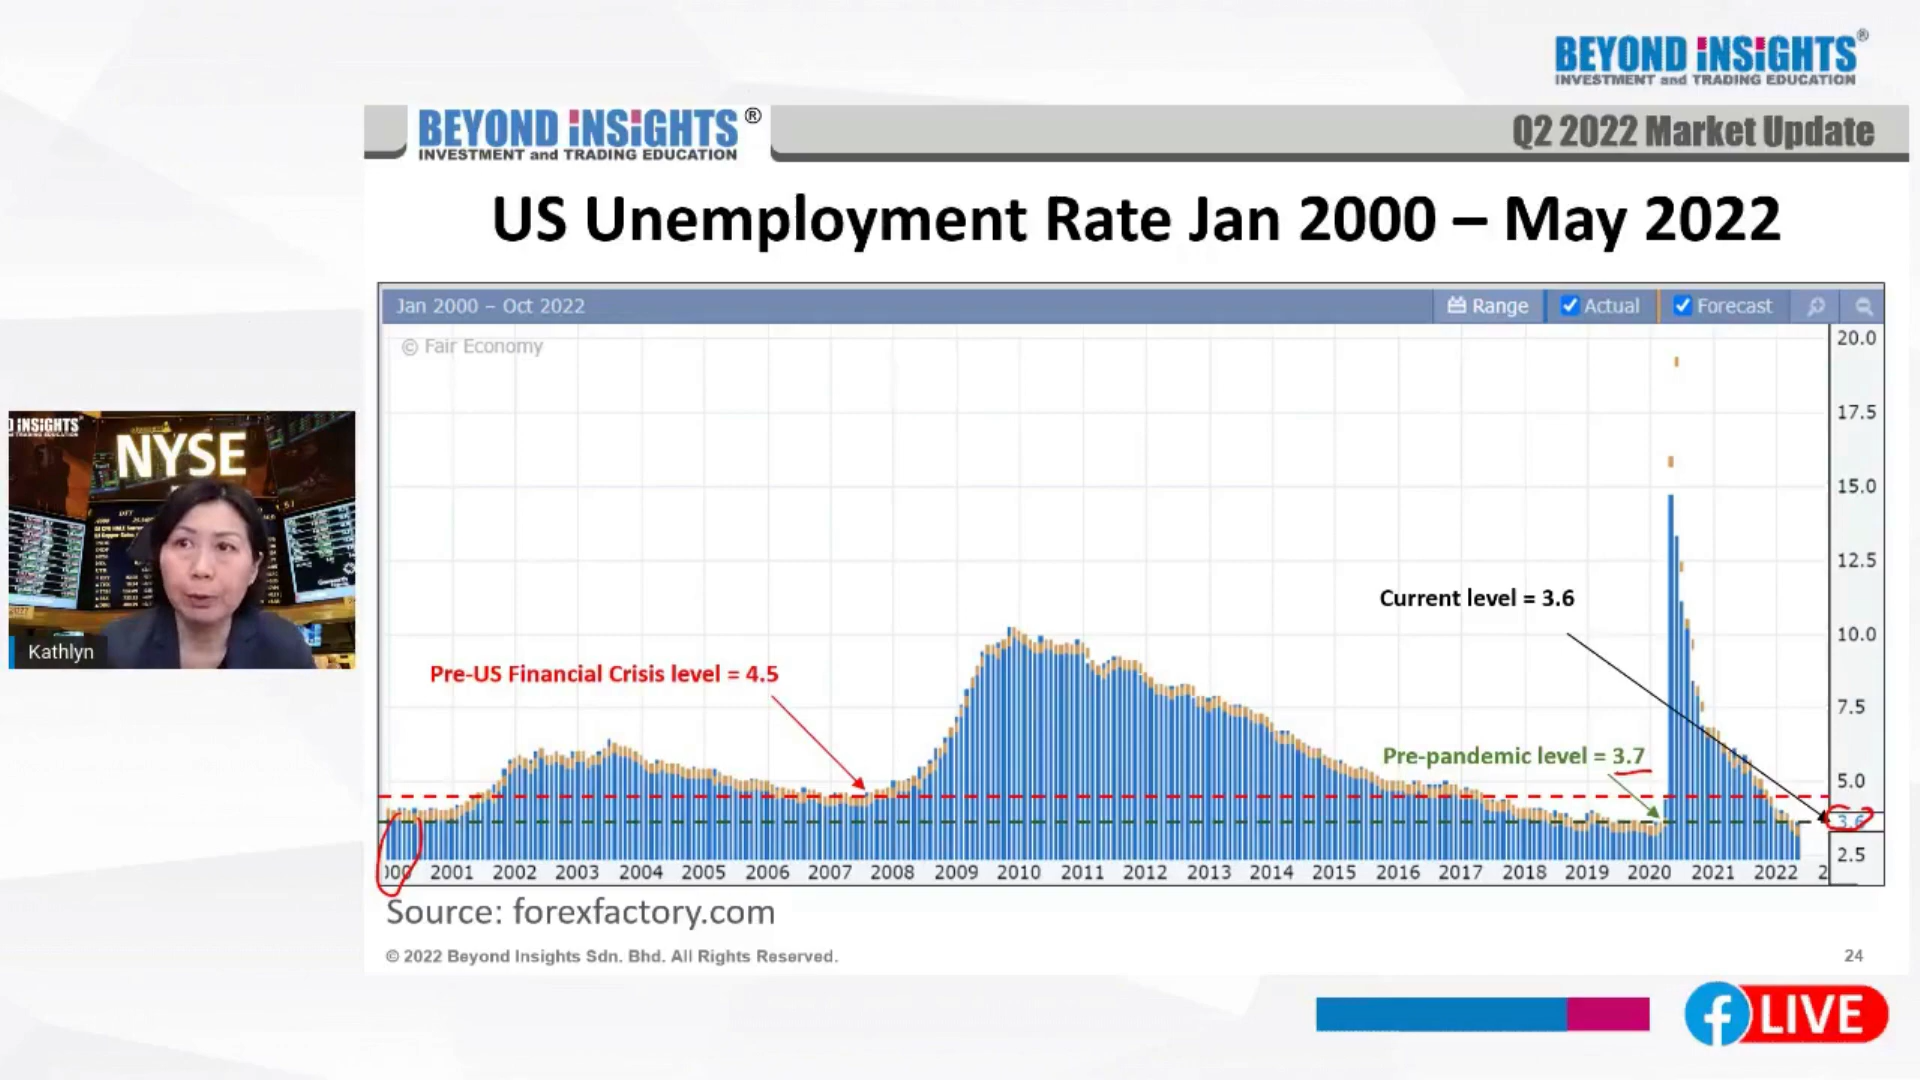 BEYOND iNSiGHTS®
INVESTMENT and TRADING EDUCATION
BEYOND iNSiGHTS®
INVESTMENT and TRADING EDUCATION
Q2 2022 Market Update
US Unemployment Rate Jan 2000 – May 2022
Jan 2000 – Oct 2022
Range
Actual
Forecast
© Fair Economy
20.0
17.5
15.0
12.5
10.0
7.5
5.0
3.6
2.5
Current level = 3.6
Pre-US Financial Crisis level = 4.5
Pre-pandemic level = 3.7
2001 2002 2003 2004 2005 2006 2007 2008 2009 2010 2011 2012 2013 2014 2015 2016 2017 2018 2019 2020 2021 2022
Source: forexfactory.com
© 2022 Beyond Insights Sdn. Bhd. All Rights Reserved.
24
iNSiGHTS
NYSE
Kathlyn
LIVE